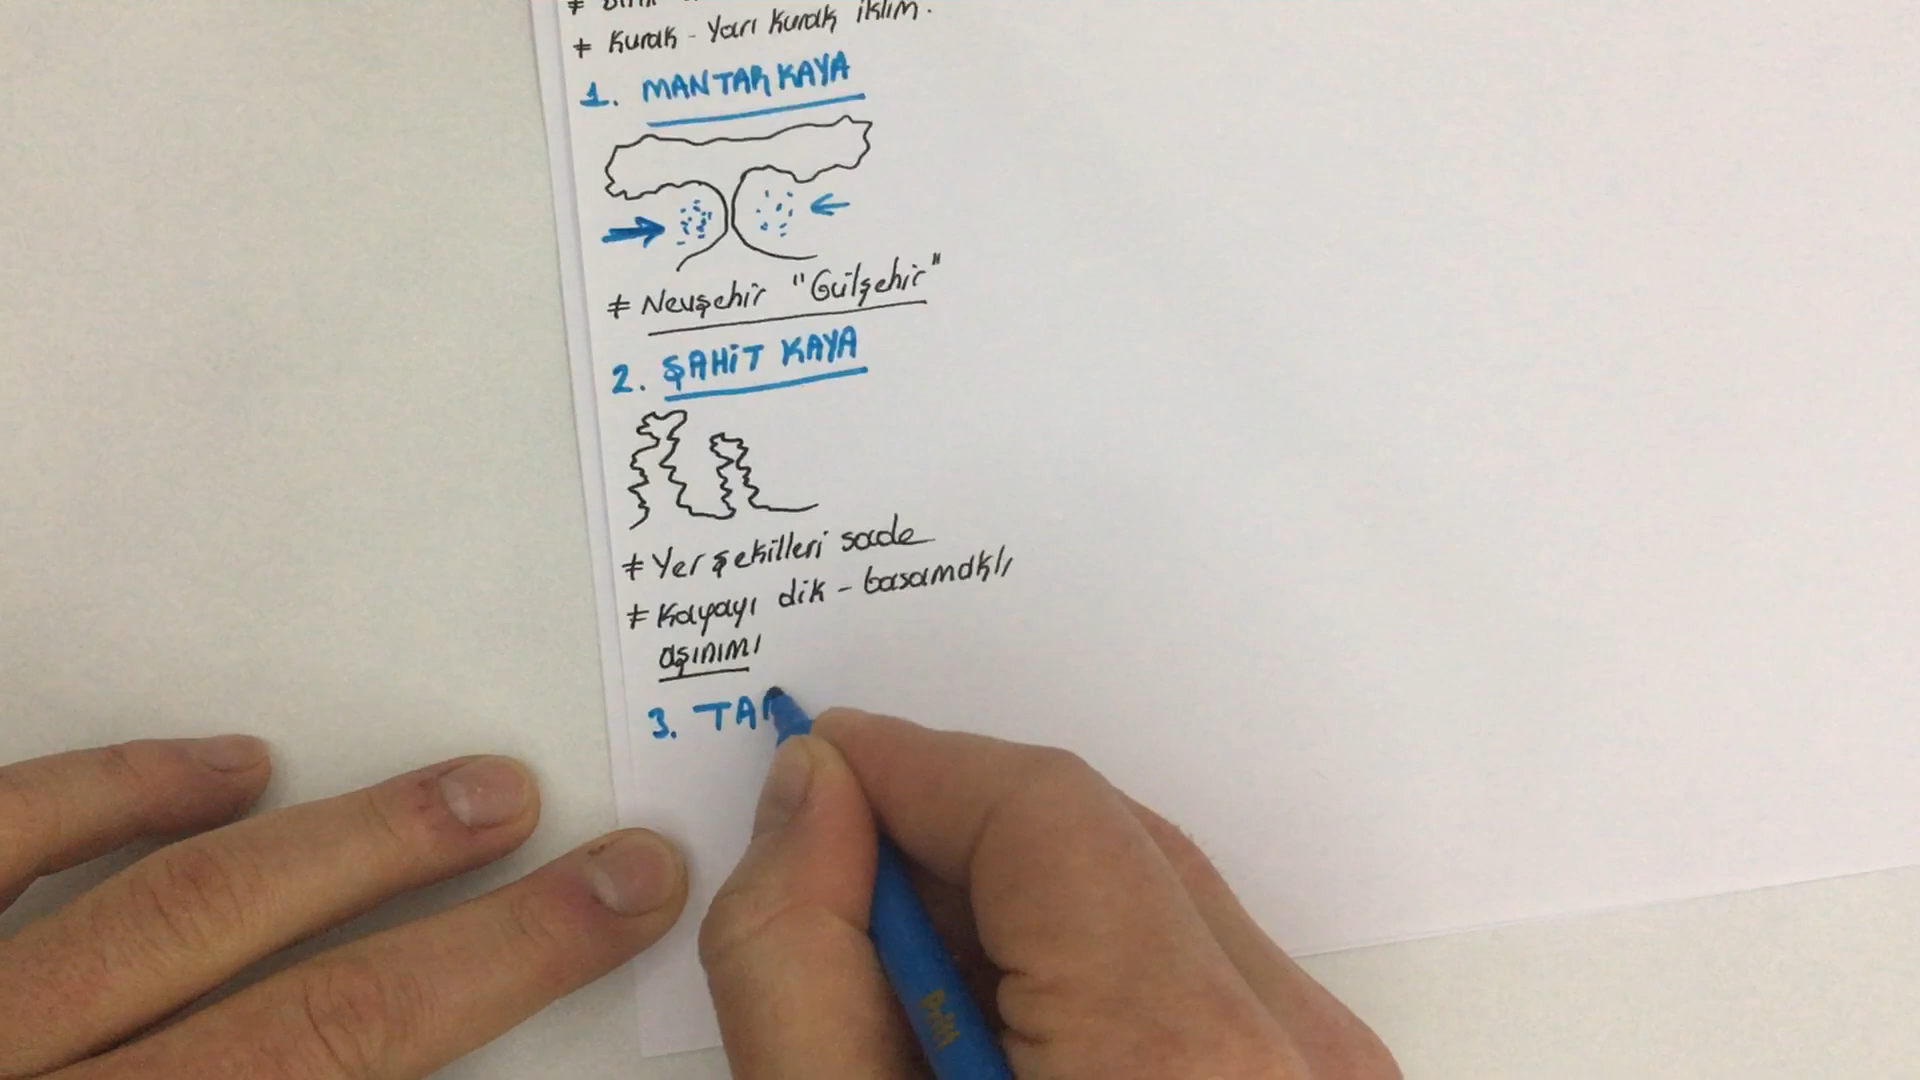 # Kurak - Yarı kurak iklim.
1. MANTAR KAYA
# Nevşehir "Gülşehir"
2. ŞAHİT KAYA
# Yer şekilleri sade
# Kayayı dik - basamaklı
aşınımı
3. TA
Pritt